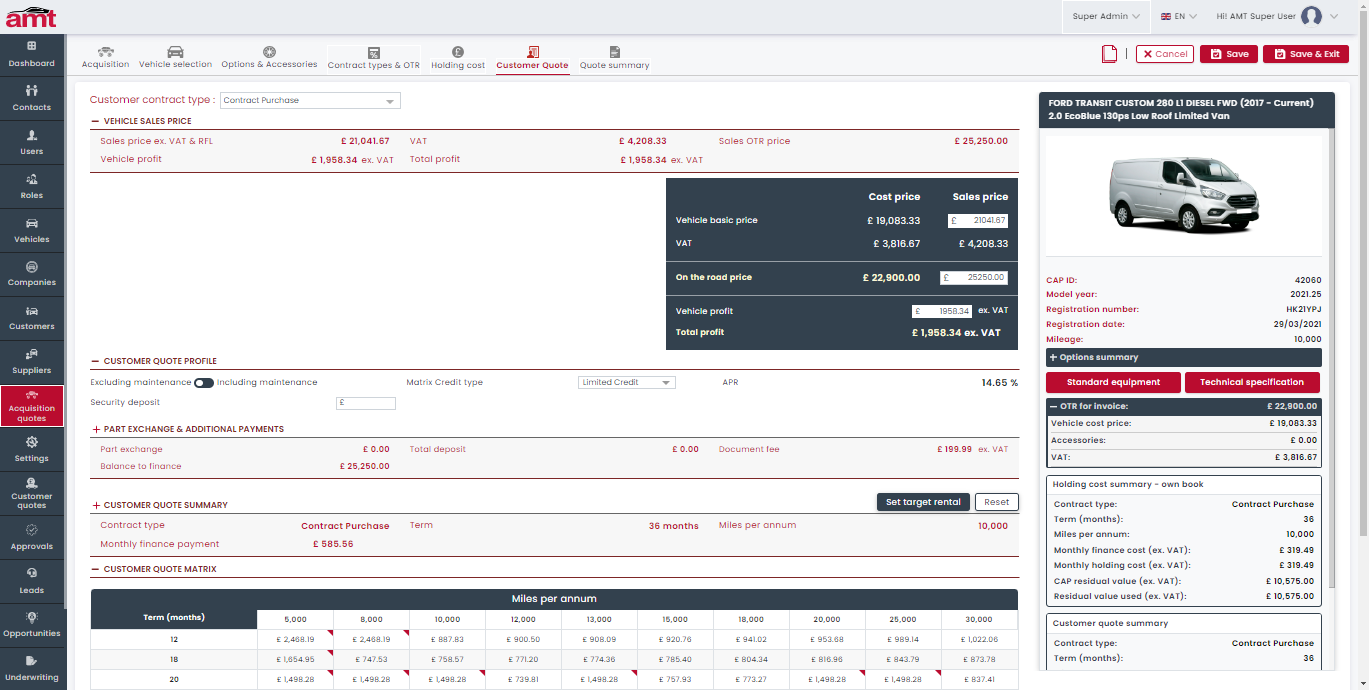 amt
Super Admin
EN
Hi! AMT Super User
Dashboard
Contacts
Users
Roles
Vehicles
Companies
Customers
Suppliers
Acquisition quotes
Settings
Customer quotes
Approvals
Leads
Opportunities
Underwriting
Acquisition Vehicle selection Options & Accessories Contract types & OTR Holding cost Customer Quote Quote summary
Cancel Save Save & Exit
Customer contract type : Contract Purchase
VEHICLE SALES PRICE
Sales price ex. VAT & RFL £ 21,041.67 VAT £ 4,208.33 Sales OTR price £ 25,250.00
Vehicle profit £ 1,958.34 ex. VAT Total profit £ 1,958.34 ex. VAT
Cost price Sales price
Vehicle basic price £ 19,083.33 £ 21041.67
VAT £ 3,816.67 £ 4,208.33
On the road price £ 22,900.00 £ 25250.00
Vehicle profit £ 1958.34 ex. VAT
Total profit £ 1,958.34 ex. VAT
CUSTOMER QUOTE PROFILE
Excluding maintenance Including maintenance Matrix Credit type Limited Credit APR 14.65 %
Security deposit £
PART EXCHANGE & ADDITIONAL PAYMENTS
Part exchange £ 0.00 Total deposit £ 0.00 Document fee £ 199.99 ex. VAT
Balance to finance £ 25,250.00
CUSTOMER QUOTE SUMMARY Set target rental Reset
Contract type Contract Purchase Term 36 months Miles per annum 10,000
Monthly finance payment £ 585.56
CUSTOMER QUOTE MATRIX
Term (months) Miles per annum
5,000 8,000 10,000 12,000 13,000 15,000 18,000 20,000 25,000 30,000
12 £ 2,468.19 £ 2,468.19 £ 887.83 £ 900.50 £ 908.09 £ 920.76 £ 941.02 £ 953.68 £ 989.14 £ 1,022.06
18 £ 1,654.95 £ 747.53 £ 758.57 £ 771.20 £ 774.36 £ 785.40 £ 804.34 £ 816.96 £ 843.79 £ 873.78
20 £ 1,498.28 £ 1,498.28 £ 1,498.28 £ 739.81 £ 1,498.28 £ 757.93 £ 773.27 £ 1,498.28 £ 1,498.28 £ 837.41
FORD TRANSIT CUSTOM 280 L1 DIESEL FWD (2017 - Current)
2.0 EcoBlue 130ps Low Roof Limited Van
CAP ID: 42060
Model year: 2021.25
Registration number: HK21YPJ
Registration date: 29/03/2021
Mileage: 10,000
+ Options summary
Standard equipment Technical specification
— OTR for invoice: £ 22,900.00
Vehicle cost price: £ 19,083.33
Accessories: £ 0.00
VAT: £ 3,816.67
Holding cost summary - own book
Contract type: Contract Purchase
Term (months): 36
Miles per annum: 10,000
Monthly finance cost (ex. VAT): £ 319.49
Monthly holding cost (ex. VAT): £ 319.49
CAP residual value (ex. VAT): £ 10,575.00
Residual value used (ex. VAT): £ 10,575.00
Customer quote summary
Contract type: Contract Purchase
Term (months): 36